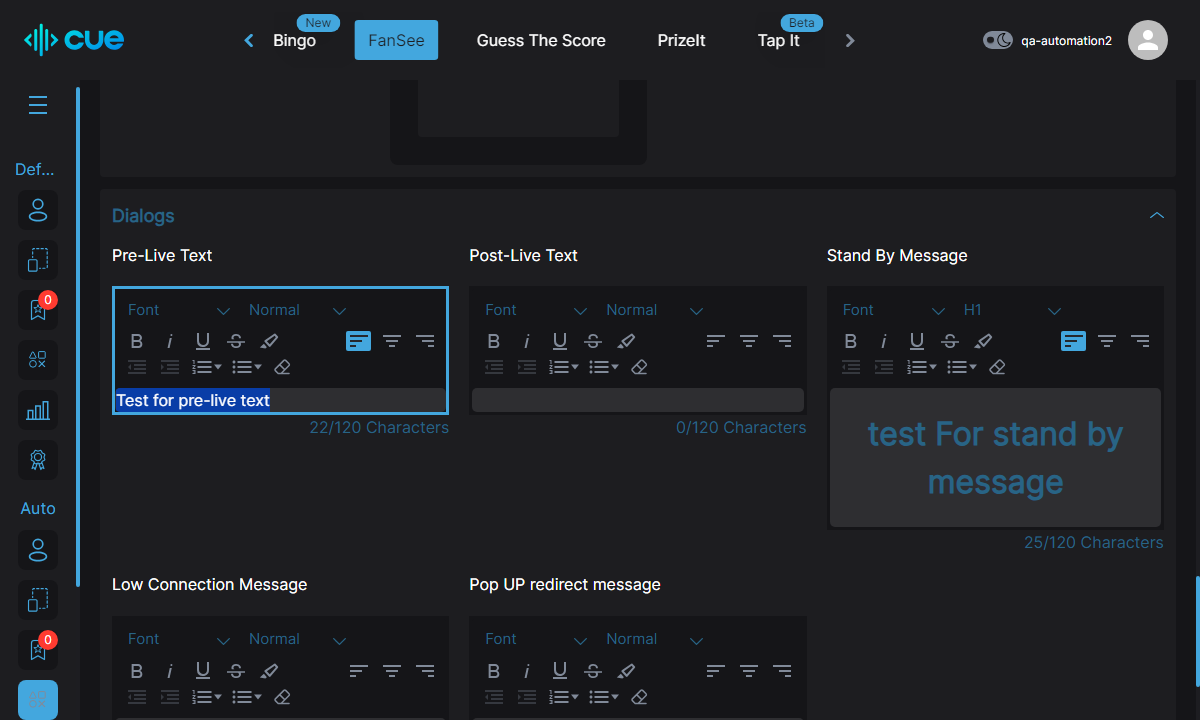 cue
Bingo
New
FanSee
Guess The Score
PrizeIt
Tap It
Beta
qa-automation2
Def...
0
Auto
0
Dialogs
Pre-Live Text
Post-Live Text
Stand By Message
Font Normal
Font Normal
Font H1
B i U S
B i U S
B i U S
Test for pre-live text
22/120 Characters
0/120 Characters
test For stand by
message
25/120 Characters
Low Connection Message
Pop UP redirect message
Font Normal
Font Normal
B i U S
B i U S